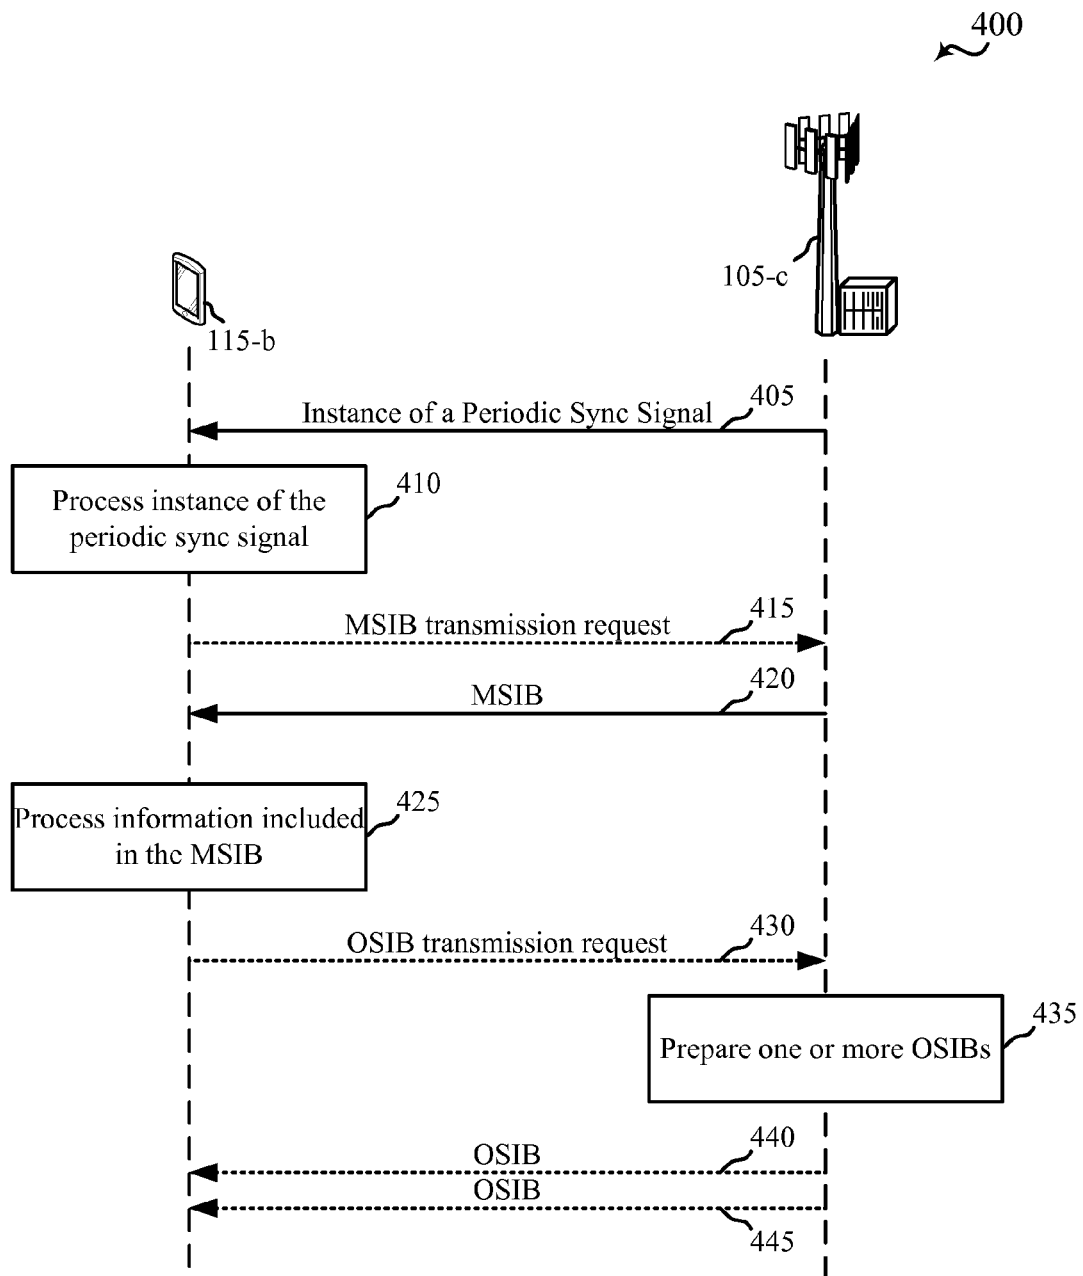 400
105-c
115-b
405
Instance of a Periodic Sync Signal
410
Process instance of the
periodic sync signal
415
MSIB transmission request
420
MSIB
425
Process information included
in the MSIB
430
OSIB transmission request
435
Prepare one or more OSIBs
440
OSIB
OSIB
445